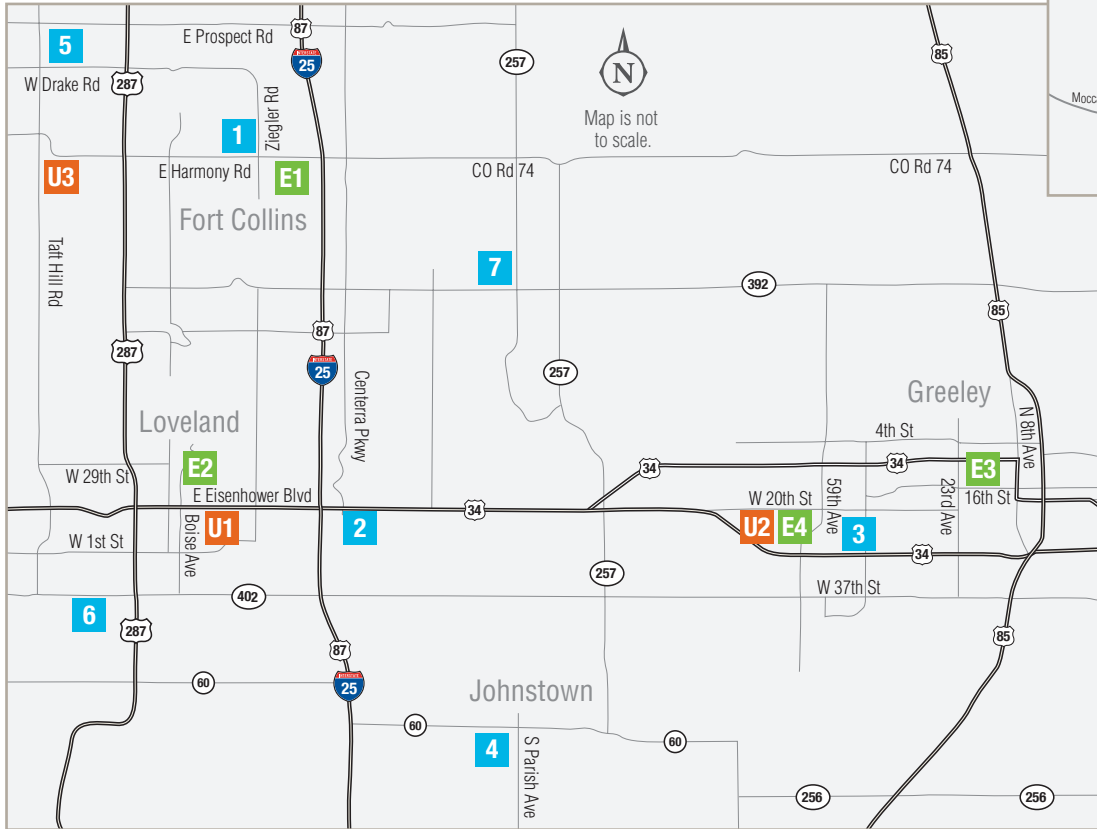 87
E Prospect Rd
5
INTERSTATE
25
257
85
N
W Drake Rd
287
Ziegler Rd
Map is not
to scale.
Mocc
1
U3
E Harmony Rd
E1
CO Rd 74
CO Rd 74
Fort Collins
Taft Hill Rd
7
392
87
85
287
INTERSTATE
25
257
Centerra Pkwy
Greeley
Loveland
N 8th Ave
4th St
E2
W 29th St
34
34
E3
E Eisenhower Blvd
59th Ave
23rd Ave
16th St
W 20th St
34
U1
2
U2
E4
3
W 1st St
Boise Ave
34
257
W 37th St
402
6
287
85
87
60
INTERSTATE
25
Johnstown
60
4
S Parish Ave
60
256
256